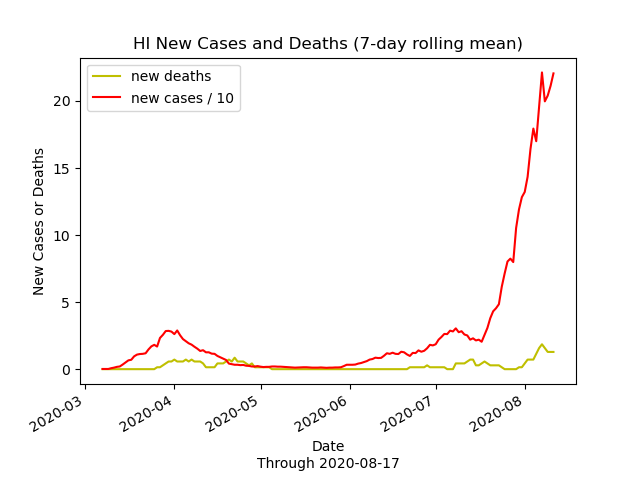 HI New Cases and Deaths (7-day rolling mean)
new deaths
new cases / 10
New Cases or Deaths
20
15
10
5
0
2020-03
2020-04
2020-05
2020-06
2020-07
2020-08
Date
Through 2020-08-17